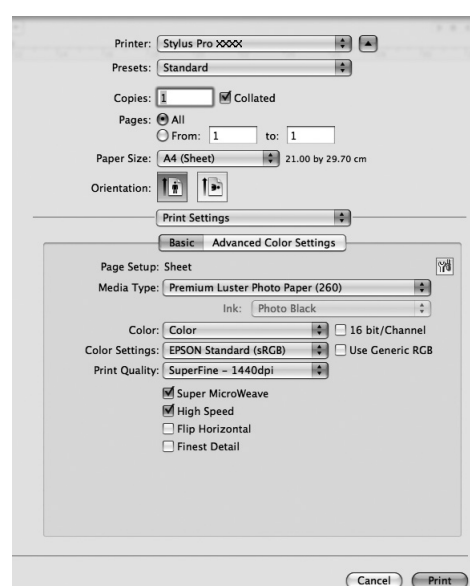 Printer: Stylus Pro XXXX
Presets: Standard
Copies: 1 Collated
Pages: All
From: 1 to: 1
Paper Size: A4 (Sheet) 21.00 by 29.70 cm
Orientation:
Print Settings
Basic Advanced Color Settings
Page Setup: Sheet
Media Type: Premium Luster Photo Paper (260)
Ink: Photo Black
Color: Color 16 bit/Channel
Color Settings: EPSON Standard (sRGB) Use Generic RGB
Print Quality: SuperFine – 1440dpi
Super MicroWeave
High Speed
Flip Horizontal
Finest Detail
Cancel Print